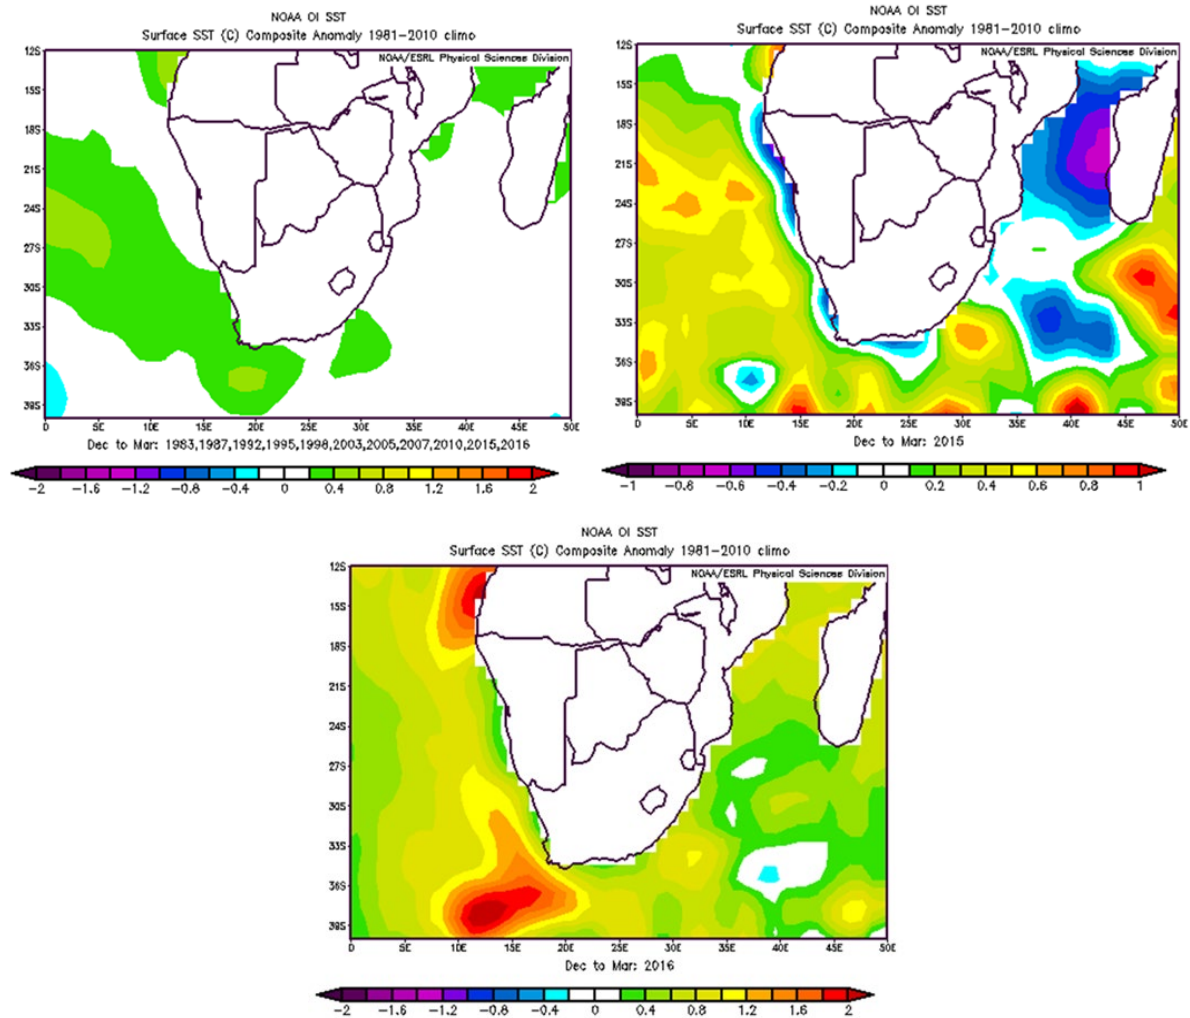 NOAA OI SST
Surface SST (C) Composite Anomaly 1981-2010 climo
NOAA/ESRL Physical Sciences Division
12S
15S
18S
21S
24S
27S
30S
33S
36S
39S
0 5E 10E 15E 20E 25E 30E 35E 40E 45E 50E
Dec to Mar: 1983,1987,1992,1995,1998,2003,2005,2007,2010,2015,2016
-2 -1.6 -1.2 -0.8 -0.4 0 0.4 0.8 1.2 1.6 2
NOAA OI SST
Surface SST (C) Composite Anomaly 1981-2010 climo
NOAA/ESRL Physical Sciences Division
12S
15S
18S
21S
24S
27S
30S
33S
36S
39S
0 5E 10E 15E 20E 25E 30E 35E 40E 45E 50E
Dec to Mar: 2015
-1 -0.8 -0.6 -0.4 -0.2 0 0.2 0.4 0.6 0.8 1
NOAA OI SST
Surface SST (C) Composite Anomaly 1981-2010 climo
NOAA/ESRL Physical Sciences Division
12S
15S
18S
21S
24S
27S
30S
33S
36S
39S
0 5E 10E 15E 20E 25E 30E 35E 40E 45E 50E
Dec to Mar: 2016
-2 -1.6 -1.2 -0.8 -0.4 0 0.4 0.8 1.2 1.6 2